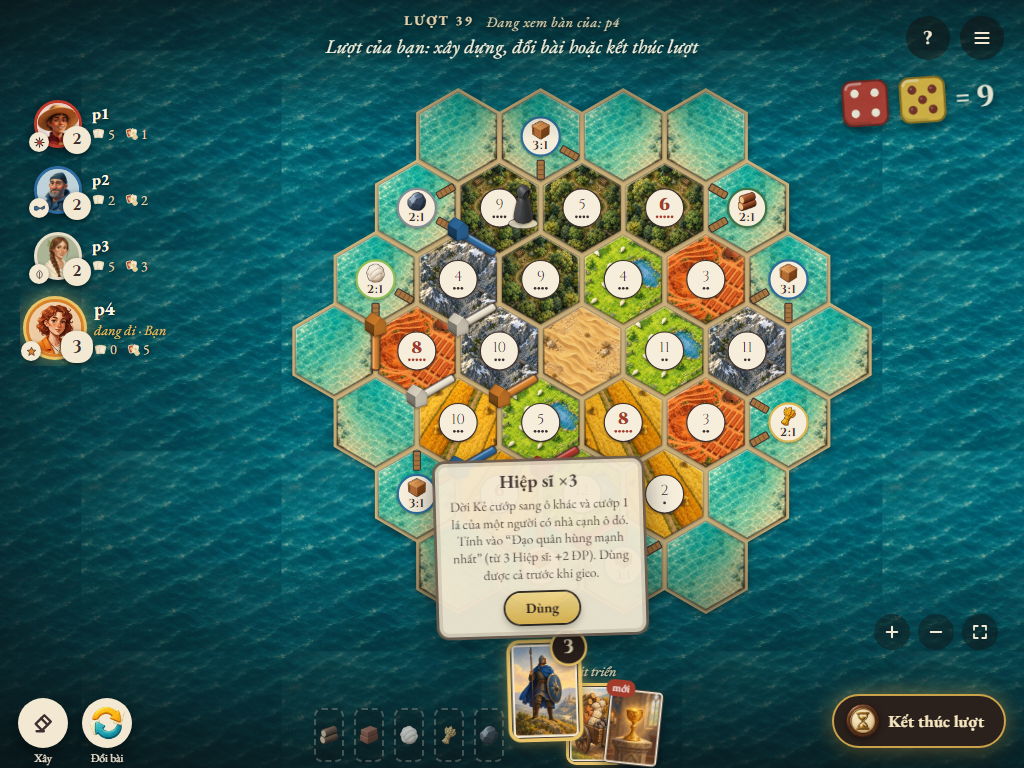 LƯỢT 39 Đang xem bàn của: p4
Lượt của bạn: xây dựng, đổi bài hoặc kết thúc lượt
?
= 9
p1
2
5
1
p2
2
2
2
p3
2
5
3
p4
đang đi · Bạn
3
0
5
3:1
2:1
9
5
6
2:1
2:1
4
9
4
3
3:1
8
10
11
11
10
5
8
3
2:1
3:1
2
Hiệp sĩ ×3
Dời Kẻ cướp sang ô khác và cướp 1
lá của một người có nhà cạnh ô đó.
Tính vào “Đạo quân hùng mạnh
nhất” (từ 3 Hiệp sĩ: +2 ĐP). Dùng
được cả trước khi gieo.
Dùng
3
triển
mới
Xây
Đổi bài
Kết thúc lượt